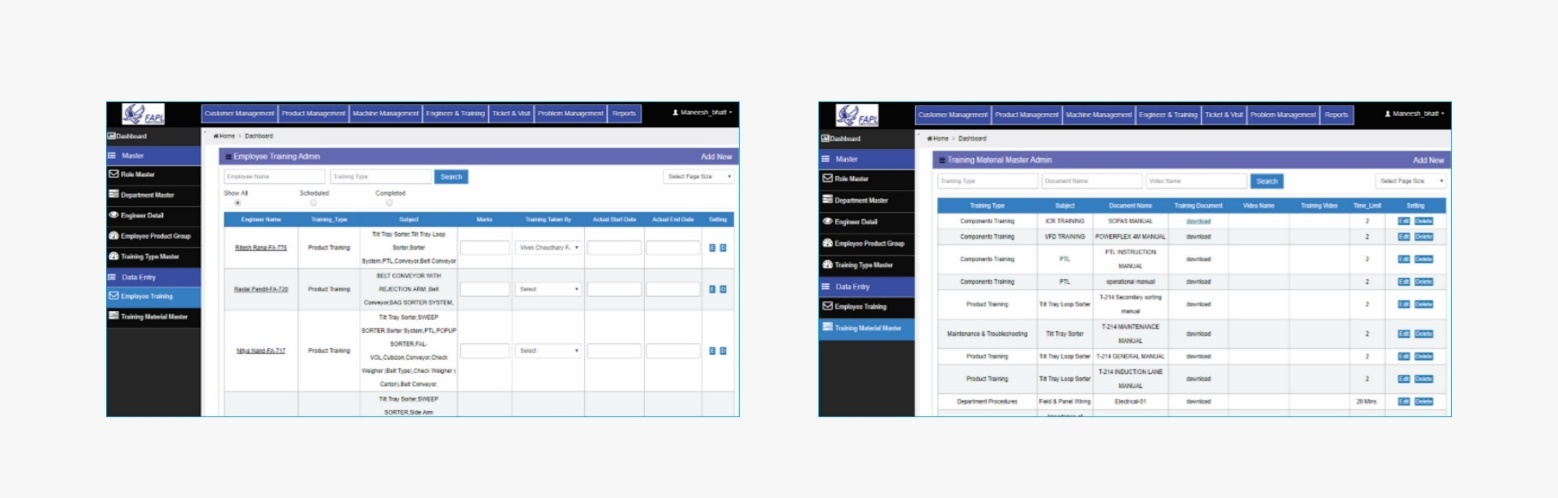 FAPL
Customer Management Product Management Machine Management Engineer & Training Ticket & Visit Problem Management Reports
Maneesh_bhatt
Dashboard
Master
Role Master
Department Master
Engineer Detail
Employee Product Group
Training Type Master
Data Entry
Employee Training
Training Material Master
Home > Dashboard
Employee Training Admin Add New
Employee Name Training Type Search Select Page Size
Show All Scheduled Completed
Engineer Name Training_Type Subject Marks Training Taken By Actual Start Date Actual End Date Setting
Tilt Tray Sorter,Tilt Tray Loop
Ritesh Rana-FA-776 Product Training Sorter,Sorter Vivek Choudhary-F
System,PTL,Conveyor,Belt Conveyor
E D
BELT CONVEYOR WITH
Product Training REJECTION ARM ,Belt Select
Conveyor,BAG SORTER SYSTEM,
E D
Tilt Tray Sorter,SWEEP
SORTER,Sorter System,PTL,POPUP
Nitya Nand-FA-717 Product Training SORTER,FAL- Select
VOL,Cubizon,Conveyor,Check
Weigher (Belt Type),Check Weigher (
Carton),Belt Conveyor,
E D
Tilt Tray Sorter,SWEEP
SORTER,Side Arm
FAPL
Customer Management Product Management Machine Management Engineer & Training Ticket & Visit Problem Management Reports
Maneesh_bhatt
Dashboard
Master
Role Master
Department Master
Engineer Detail
Employee Product Group
Training Type Master
Data Entry
Employee Training
Training Material Master
Home > Dashboard
Training Material Master Admin Add New
Training Type Document Name Video Name Search Select Page Size
Training Type Subject Document Name Training Document Video Name Training Video Time_Limit Setting
Components Training ICR TRAINING SOPAS MANUAL download 2 Edit Delete
Components Training VFD TRAINING POWERFLEX 4M MANUAL download 2 Edit Delete
Components Training PTL PTL INSTRUCTION
MANUAL download 2 Edit Delete
Components Training PTL operational manual download 2 Edit Delete
Product Training Tilt Tray Loop Sorter T-214 Secondary sorting
manual download 2 Edit Delete
Maintenance & Troubleshooting Tilt Tray Sorter T-214 MAINTENANCE
MANUAL download 2 Edit Delete
Product Training Tilt Tray Loop Sorter T-214 GENERAL MANUAL download 2 Edit Delete
Product Training Tilt Tray Loop Sorter T-214 INDUCTION LANE
MANUAL download 2 Edit Delete
Department Procedures Field & Panel Wiring Electrical-01 download 20 Mins Edit Delete